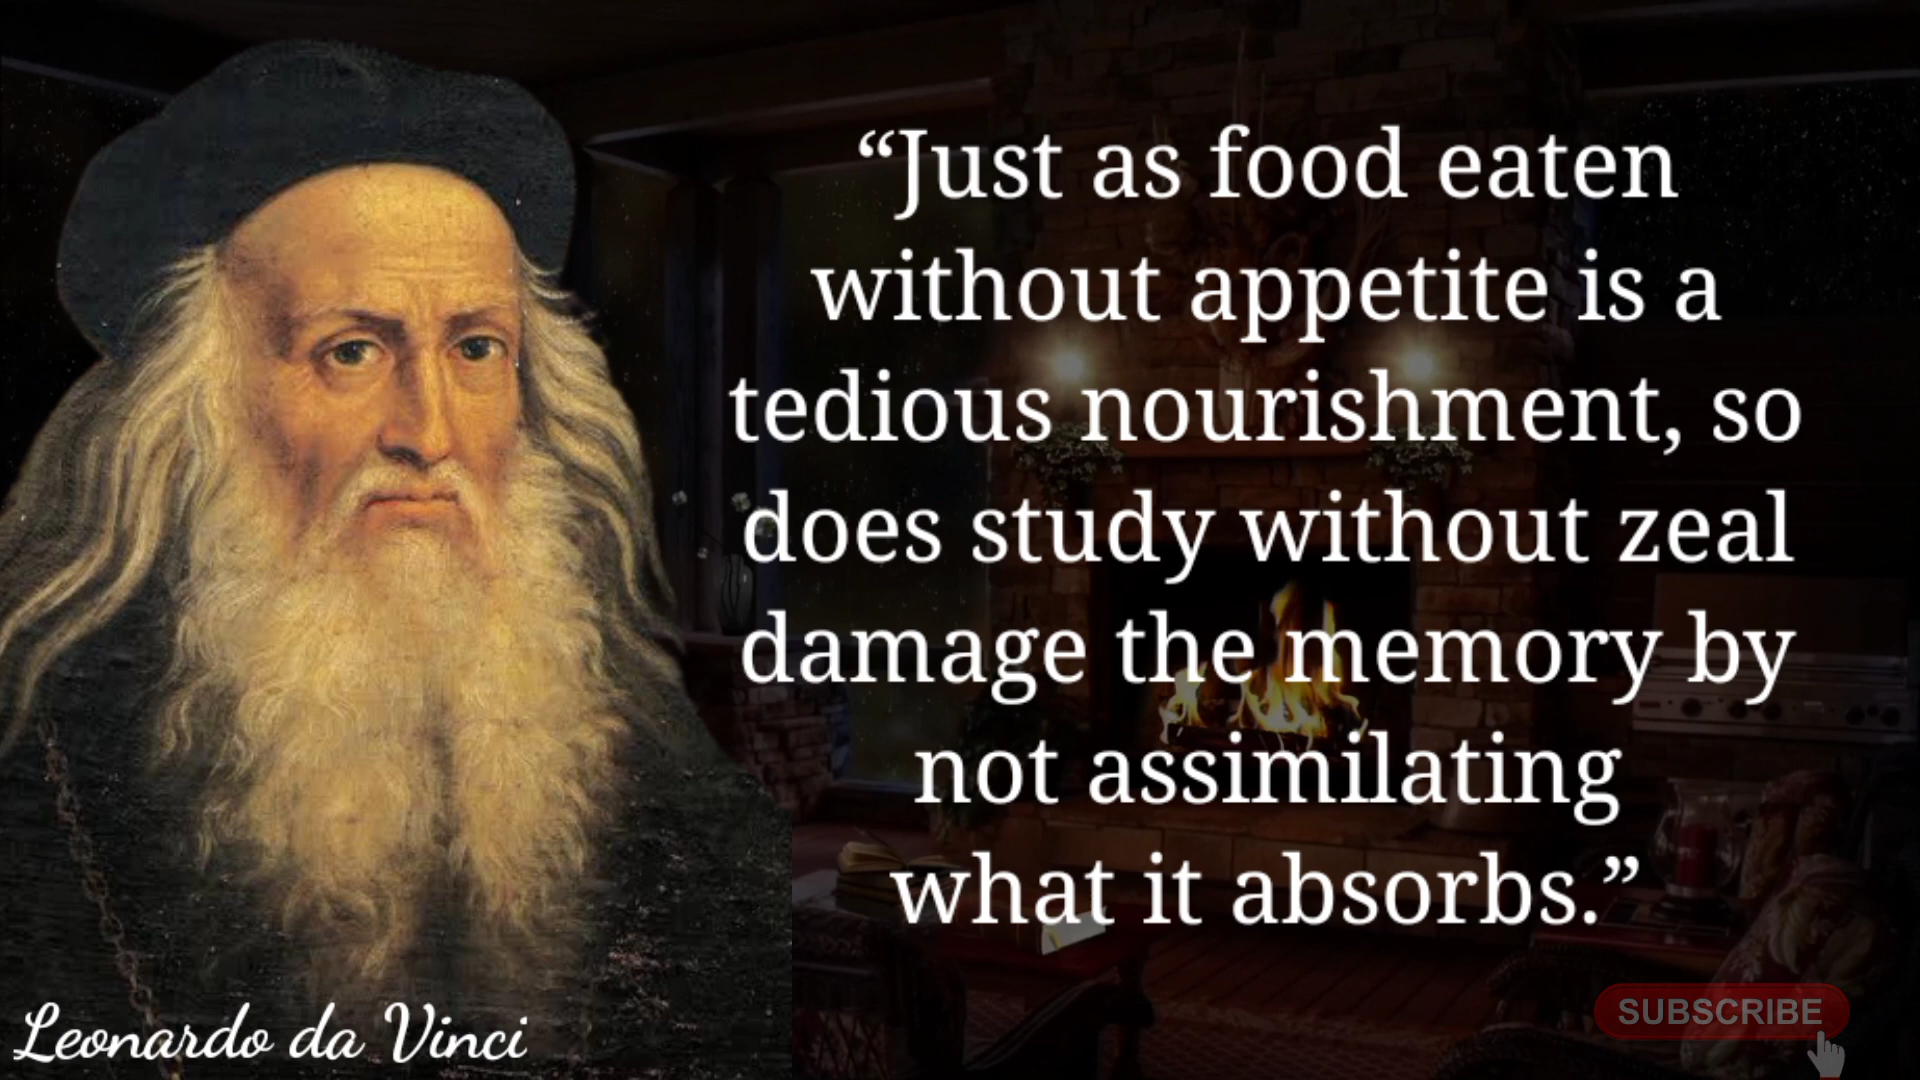 “Just as food eaten
without appetite is a
tedious nourishment, so
does study without zeal
damage the memory by
not assimilating
what it absorbs.”
Leonardo da Vinci
SUBSCRIBE